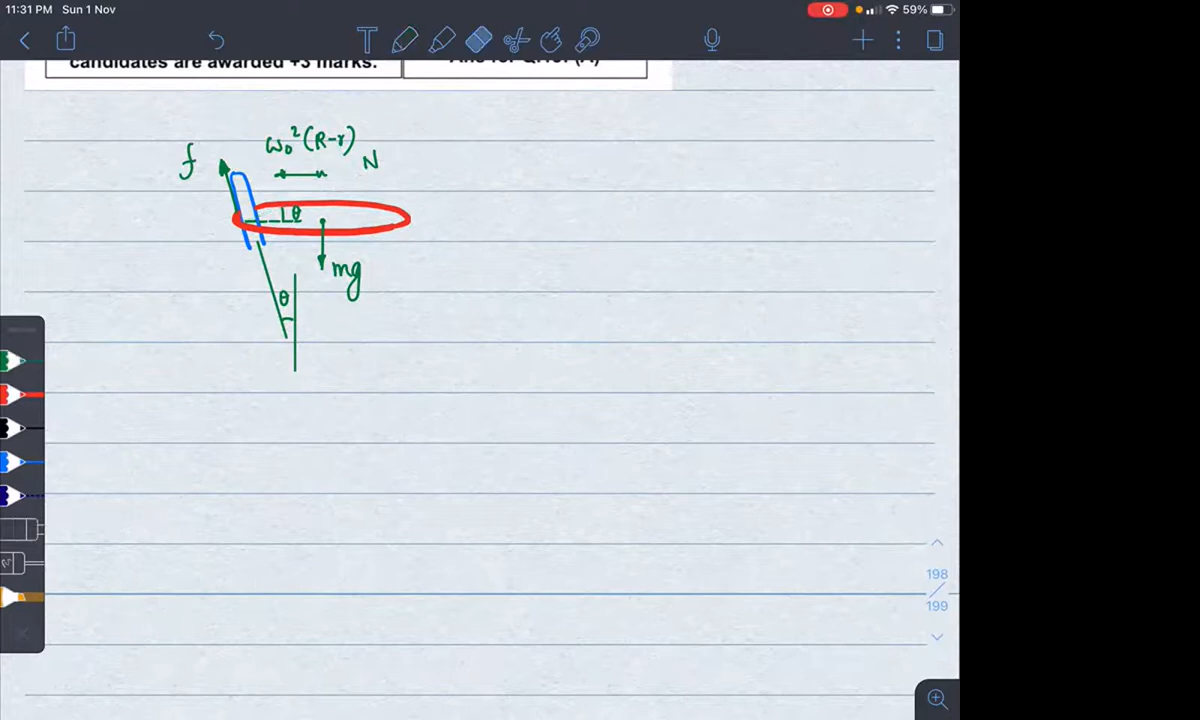 11:31 PM Sun 1 Nov
59%
T
candidates are awarded +3 marks.
ω₀²(R-r)
f
N
θ
mg
θ
198
199